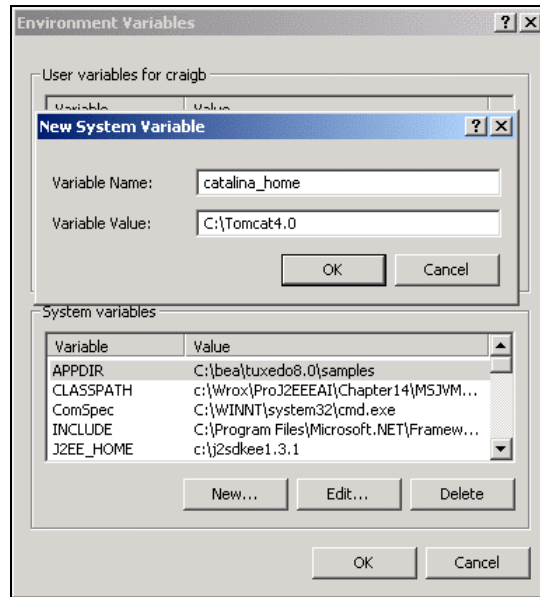 Environment Variables
User variables for craigb
Variable Value
New System Variable
Variable Name: catalina_home
Variable Value: C:\Tomcat4.0
OK Cancel
System variables
Variable Value
APPDIR C:\bea\tuxedo8.0\samples
CLASSPATH c:\Wrox\ProJ2EEEAI\Chapter14\MSJVM...
ComSpec C:\WINNT\system32\cmd.exe
INCLUDE C:\Program Files\Microsoft.NET\Framew...
J2EE_HOME c:\j2sdkee1.3.1
New... Edit... Delete
OK Cancel